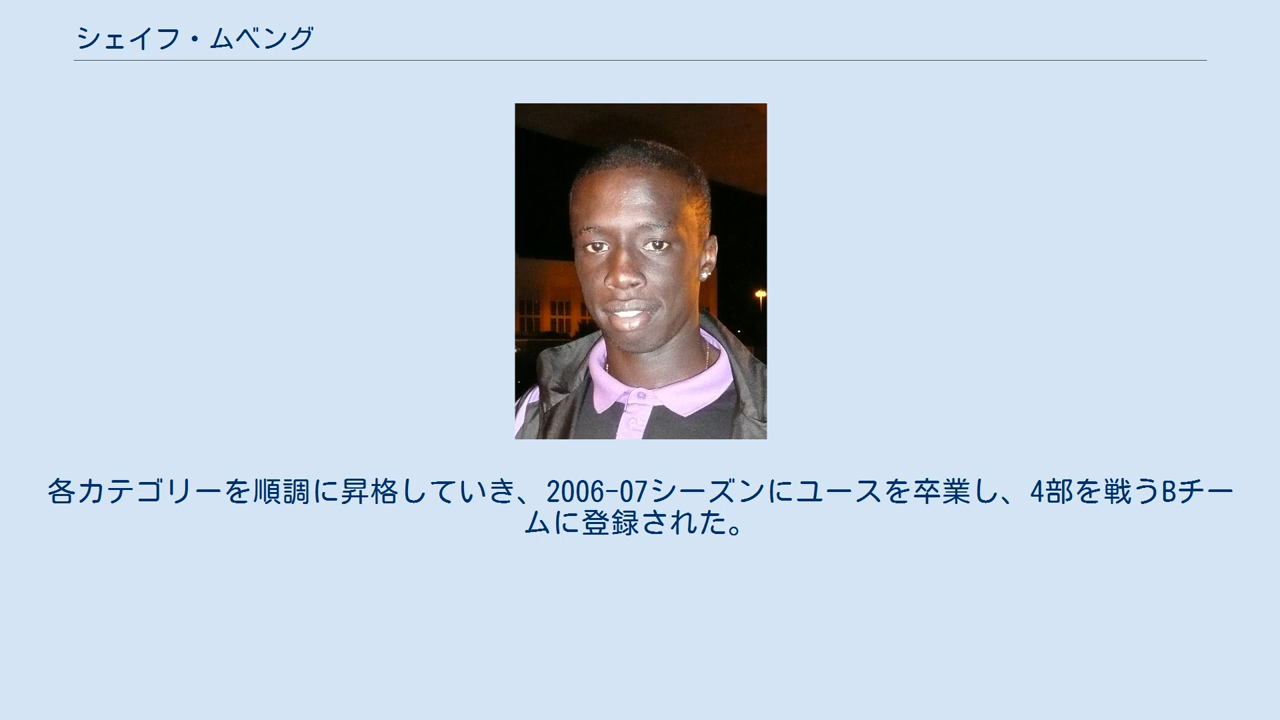 シェイフ・ムベング
各カテゴリーを順調に昇格していき、2006-07シーズンにユースを卒業し、4部を戦うBチー
ムに登録された。